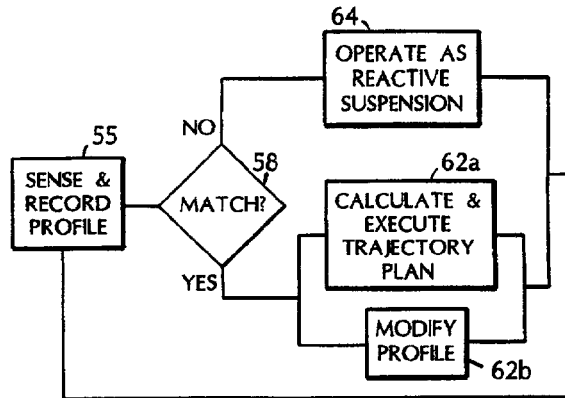 64
OPERATE AS
REACTIVE
SUSPENSION
NO
55
SENSE &
RECORD
PROFILE
58
MATCH?
YES
62a
CALCULATE &
EXECUTE
TRAJECTORY
PLAN
MODIFY
PROFILE
62b